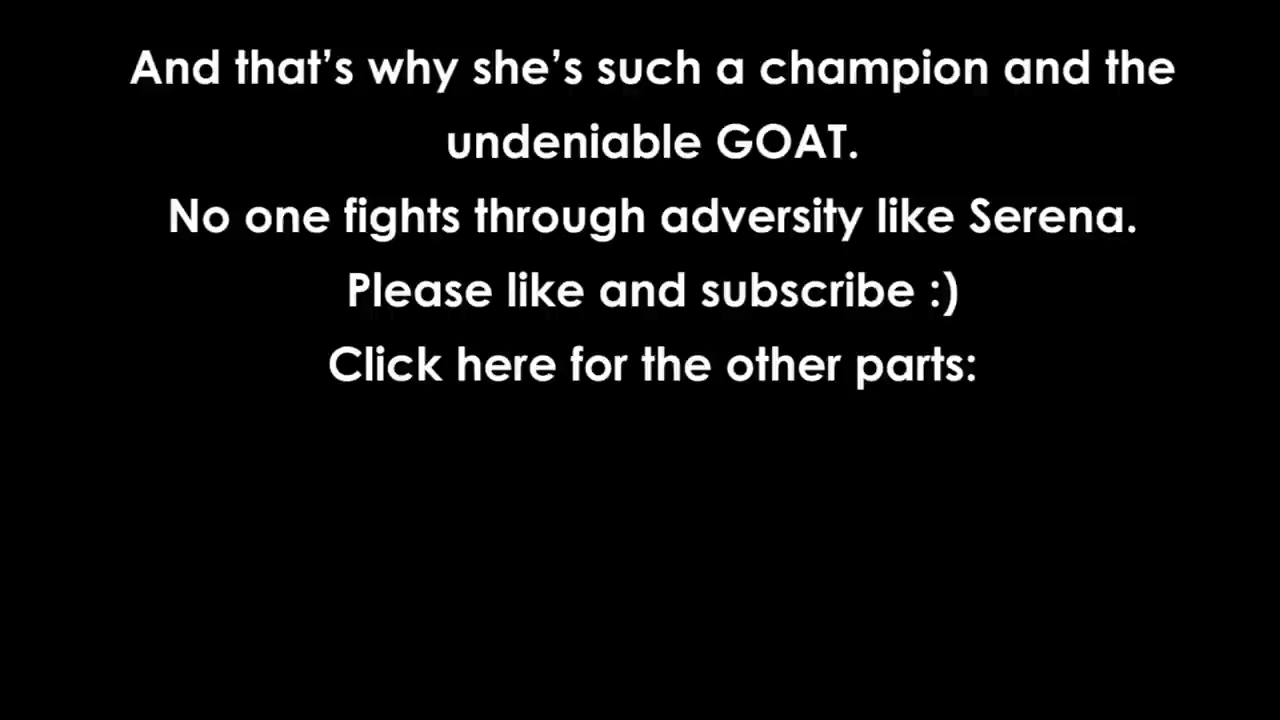 And that’s why she’s such a champion and the
undeniable GOAT.
No one fights through adversity like Serena.
Please like and subscribe :)
Click here for the other parts: